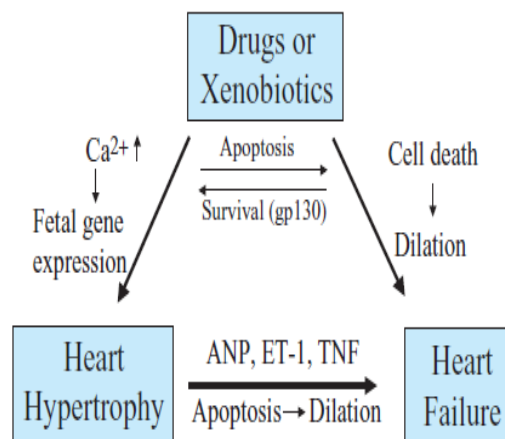 Drugs or
Xenobiotics
Ca2+ ↑
Apoptosis
Cell death
Survival (gp130)
Fetal gene
expression
Dilation
Heart
Hypertrophy
ANP, ET-1, TNF
Apoptosis→Dilation
Heart
Failure